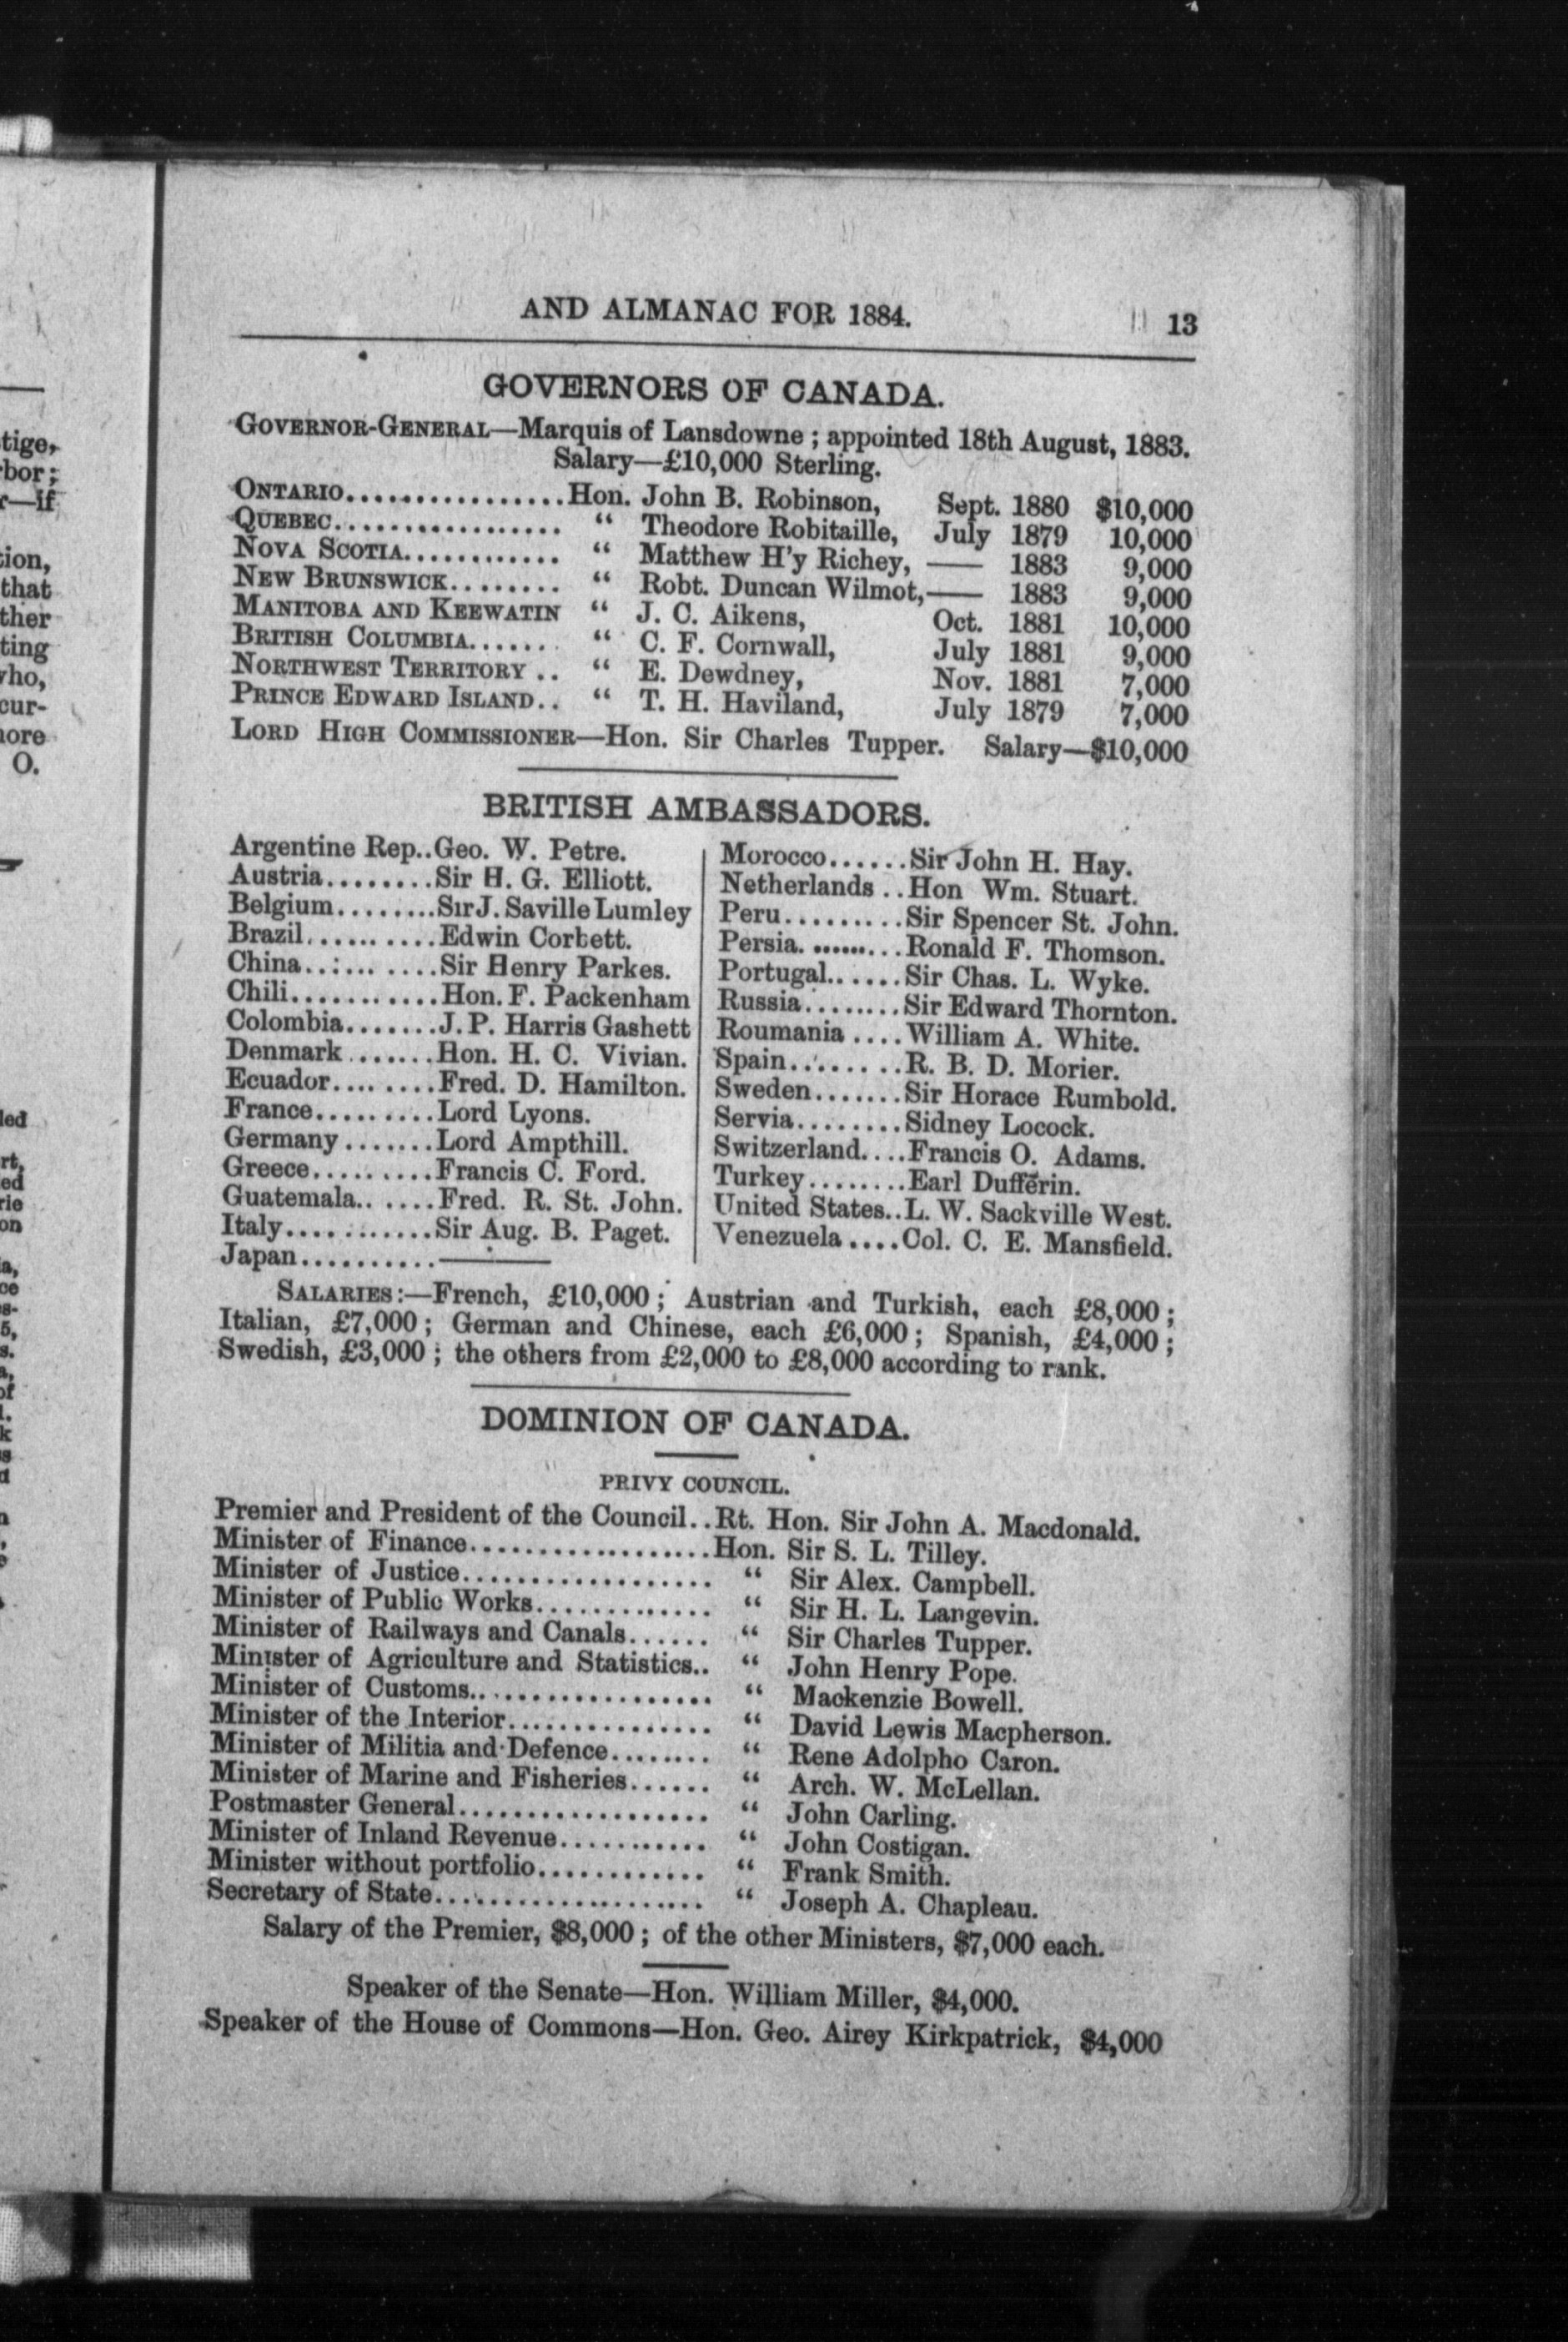 AND ALMANAC FOR 1884. 13
GOVERNORS OF CANADA.
GOVERNOR-GENERAL—Marquis of Lansdowne ; appointed 18th August, 1883.
Salary—£10,000 Sterling.
ONTARIO................Hon. John B. Robinson, Sept. 1880 $10,000
QUEBEC................. “ Theodore Robitaille, July 1879 10,000
NOVA SCOTIA............ “ Matthew H'y Richey, —— 1883 9,000
NEW BRUNSWICK........ “ Robt. Duncan Wilmot,—— 1883 9,000
MANITOBA AND KEEWATIN “ J. C. Aikens, Oct. 1881 10,000
BRITISH COLUMBIA....... “ C. F. Cornwall, July 1881 9,000
NORTHWEST TERRITORY .. “ E. Dewdney, Nov. 1881 7,000
PRINCE EDWARD ISLAND.. “ T. H. Haviland, July 1879 7,000
LORD HIGH COMMISSIONER—Hon. Sir Charles Tupper. Salary—$10,000
BRITISH AMBASSADORS.
Argentine Rep..Geo. W. Petre.
Austria........Sir H. G. Elliott.
Belgium........Sir J. Saville Lumley
Brazil..........Edwin Corbett.
China..........Sir Henry Parkes.
Chili...........Hon. F. Packenham
Colombia.......J. P. Harris Gashett
Denmark.......Hon. H. C. Vivian.
Ecuador........Fred. D. Hamilton.
France.........Lord Lyons.
Germany.......Lord Ampthill.
Greece.........Francis C. Ford.
Guatemala......Fred. R. St. John.
Italy...........Sir Aug. B. Paget.
Japan..........———
Morocco......Sir John H. Hay.
Netherlands ..Hon Wm. Stuart.
Peru.........Sir Spencer St. John.
Persia.........Ronald F. Thomson.
Portugal......Sir Chas. L. Wyke.
Russia........Sir Edward Thornton.
Roumania ....William A. White.
Spain.........R. B. D. Morier.
Sweden.......Sir Horace Rumbold.
Servia........Sidney Locock.
Switzerland....Francis O. Adams.
Turkey........Earl Dufferin.
United States..L. W. Sackville West.
Venezuela ....Col. C. E. Mansfield.
SALARIES:—French, £10,000 ; Austrian and Turkish, each £8,000 ;
Italian, £7,000 ; German and Chinese, each £6,000 ; Spanish, £4,000 ;
Swedish, £3,000 ; the others from £2,000 to £8,000 according to rank.
DOMINION OF CANADA.
PRIVY COUNCIL.
Premier and President of the Council..Rt. Hon. Sir John A. Macdonald.
Minister of Finance..................Hon. Sir S. L. Tilley.
Minister of Justice................... “ Sir Alex. Campbell.
Minister of Public Works............. “ Sir H. L. Langevin.
Minister of Railways and Canals...... “ Sir Charles Tupper.
Minister of Agriculture and Statistics.. “ John Henry Pope.
Minister of Customs.................. “ Mackenzie Bowell.
Minister of the Interior............... “ David Lewis Macpherson.
Minister of Militia and Defence........ “ Rene Adolpho Caron.
Minister of Marine and Fisheries...... “ Arch. W. McLellan.
Postmaster General................... “ John Carling.
Minister of Inland Revenue........... “ John Costigan.
Minister without portfolio............ “ Frank Smith.
Secretary of State.................... “ Joseph A. Chapleau.
Salary of the Premier, $8,000 ; of the other Ministers, $7,000 each.
Speaker of the Senate—Hon. William Miller, $4,000.
Speaker of the House of Commons—Hon. Geo. Airey Kirkpatrick, $4,000